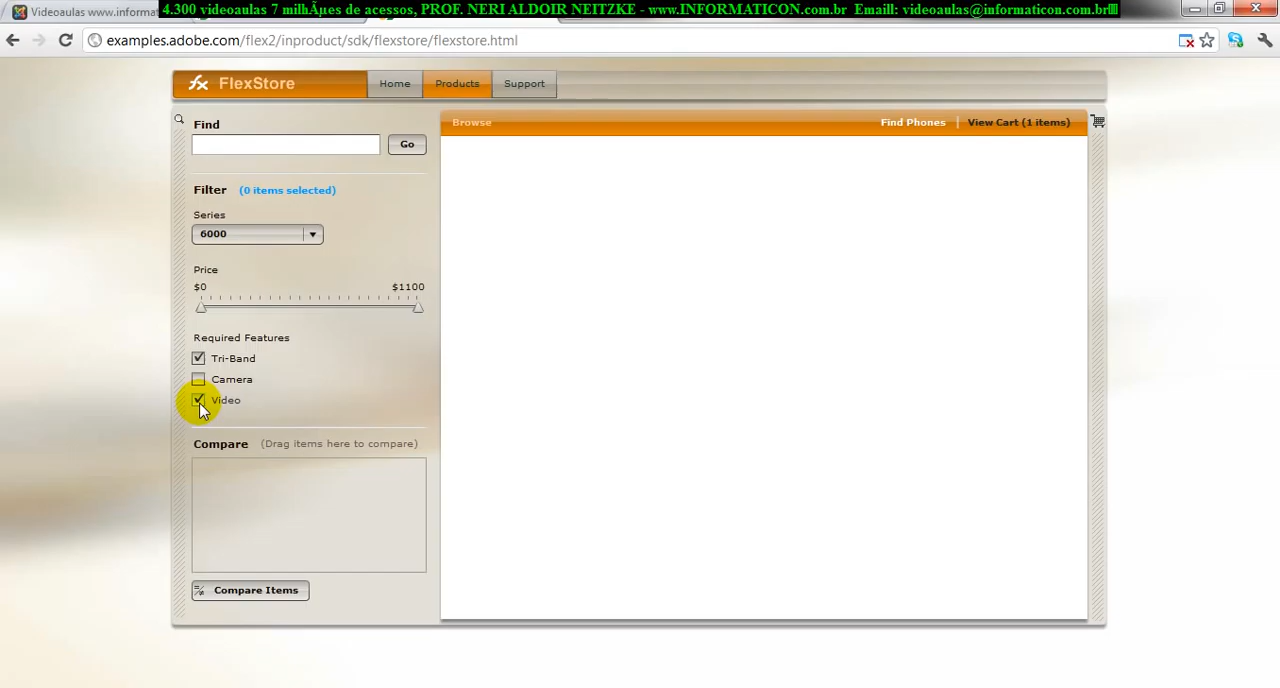 4.300 videoaulas 7 milhÃµes de acessos, PROF. NERI ALDOIR NEITZKE - www.INFORMATICON.com.br Emaill: videoaulas@informaticon.com.br
Videoaulas www.informat
examples.adobe.com/flex2/inproduct/sdk/flexstore/flexstore.html
fx FlexStore Home Products Support
Find
Go
Browse Find Phones | View Cart (1 items)
Filter (0 items selected)
Series
6000
Price
$0 $1100
Required Features
Tri-Band
Camera
Video
Compare (Drag items here to compare)
Compare Items